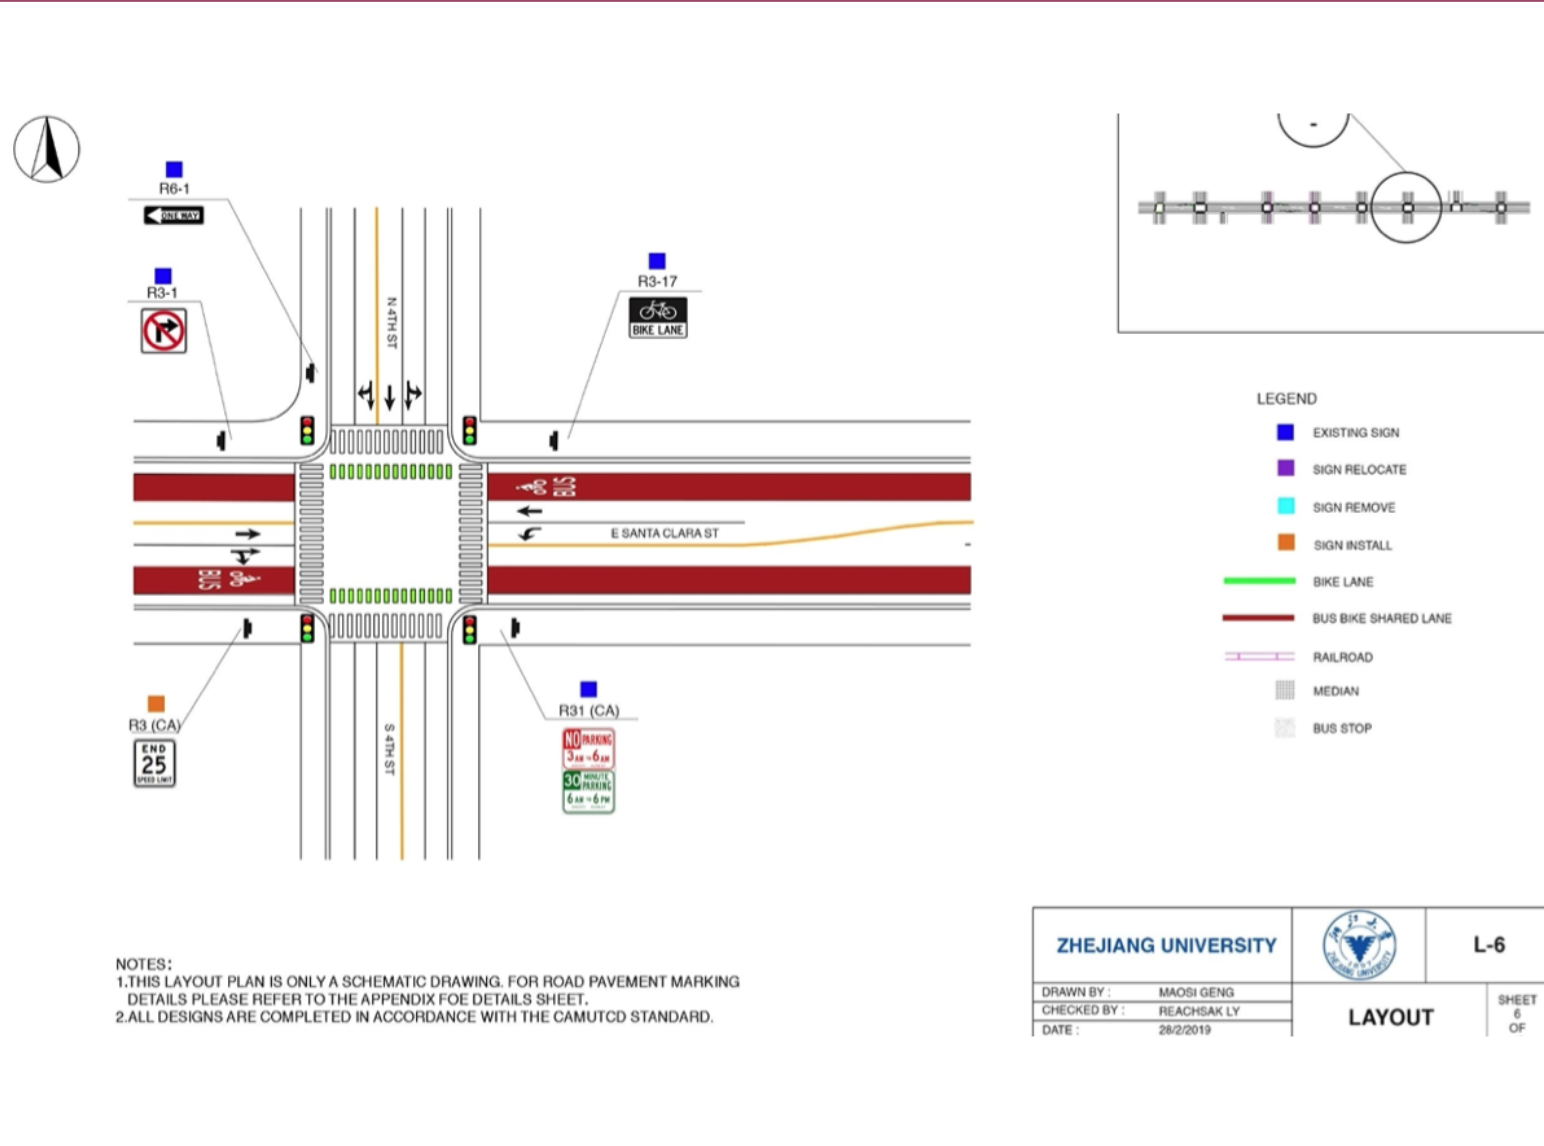 R6-1
ONE WAY
R3-1
N 4TH ST
R3-17
BIKE LANE
BUS
E SANTA CLARA ST
BUS
R3 (CA)
END
25
SPEED LIMIT
S 4TH ST
R31 (CA)
NO PARKING
3 AM TO 6 AM
30 MINUTE PARKING
6 AM TO 6 PM
LEGEND
EXISTING SIGN
SIGN RELOCATE
SIGN REMOVE
SIGN INSTALL
BIKE LANE
BUS BIKE SHARED LANE
RAILROAD
MEDIAN
BUS STOP
NOTES:
1.THIS LAYOUT PLAN IS ONLY A SCHEMATIC DRAWING. FOR ROAD PAVEMENT MARKING
DETAILS PLEASE REFER TO THE APPENDIX FOE DETAILS SHEET.
2.ALL DESIGNS ARE COMPLETED IN ACCORDANCE WITH THE CAMUTCD STANDARD.
ZHEJIANG UNIVERSITY
ZHEJIANG UNIVERSITY
1897
L-6
DRAWN BY : MAOSI GENG
CHECKED BY : REACHSAK LY
DATE : 28/2/2019
LAYOUT
SHEET
6
OF